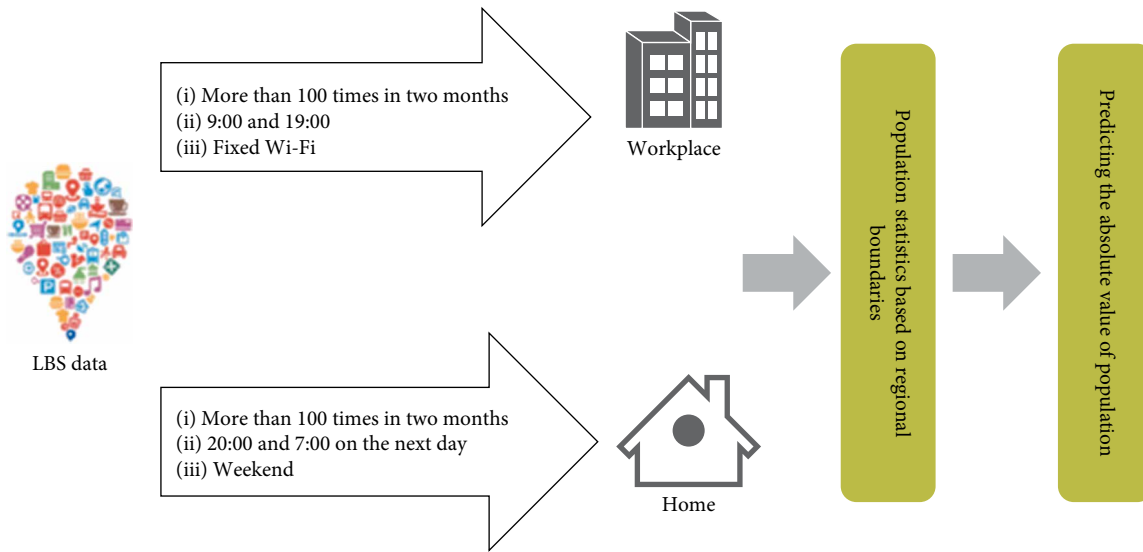 LBS data
(i) More than 100 times in two months
(ii) 9:00 and 19:00
(iii) Fixed Wi-Fi
Workplace
(i) More than 100 times in two months
(ii) 20:00 and 7:00 on the next day
(iii) Weekend
Home
Population statistics based on regional
boundaries
Predicting the absolute value of population